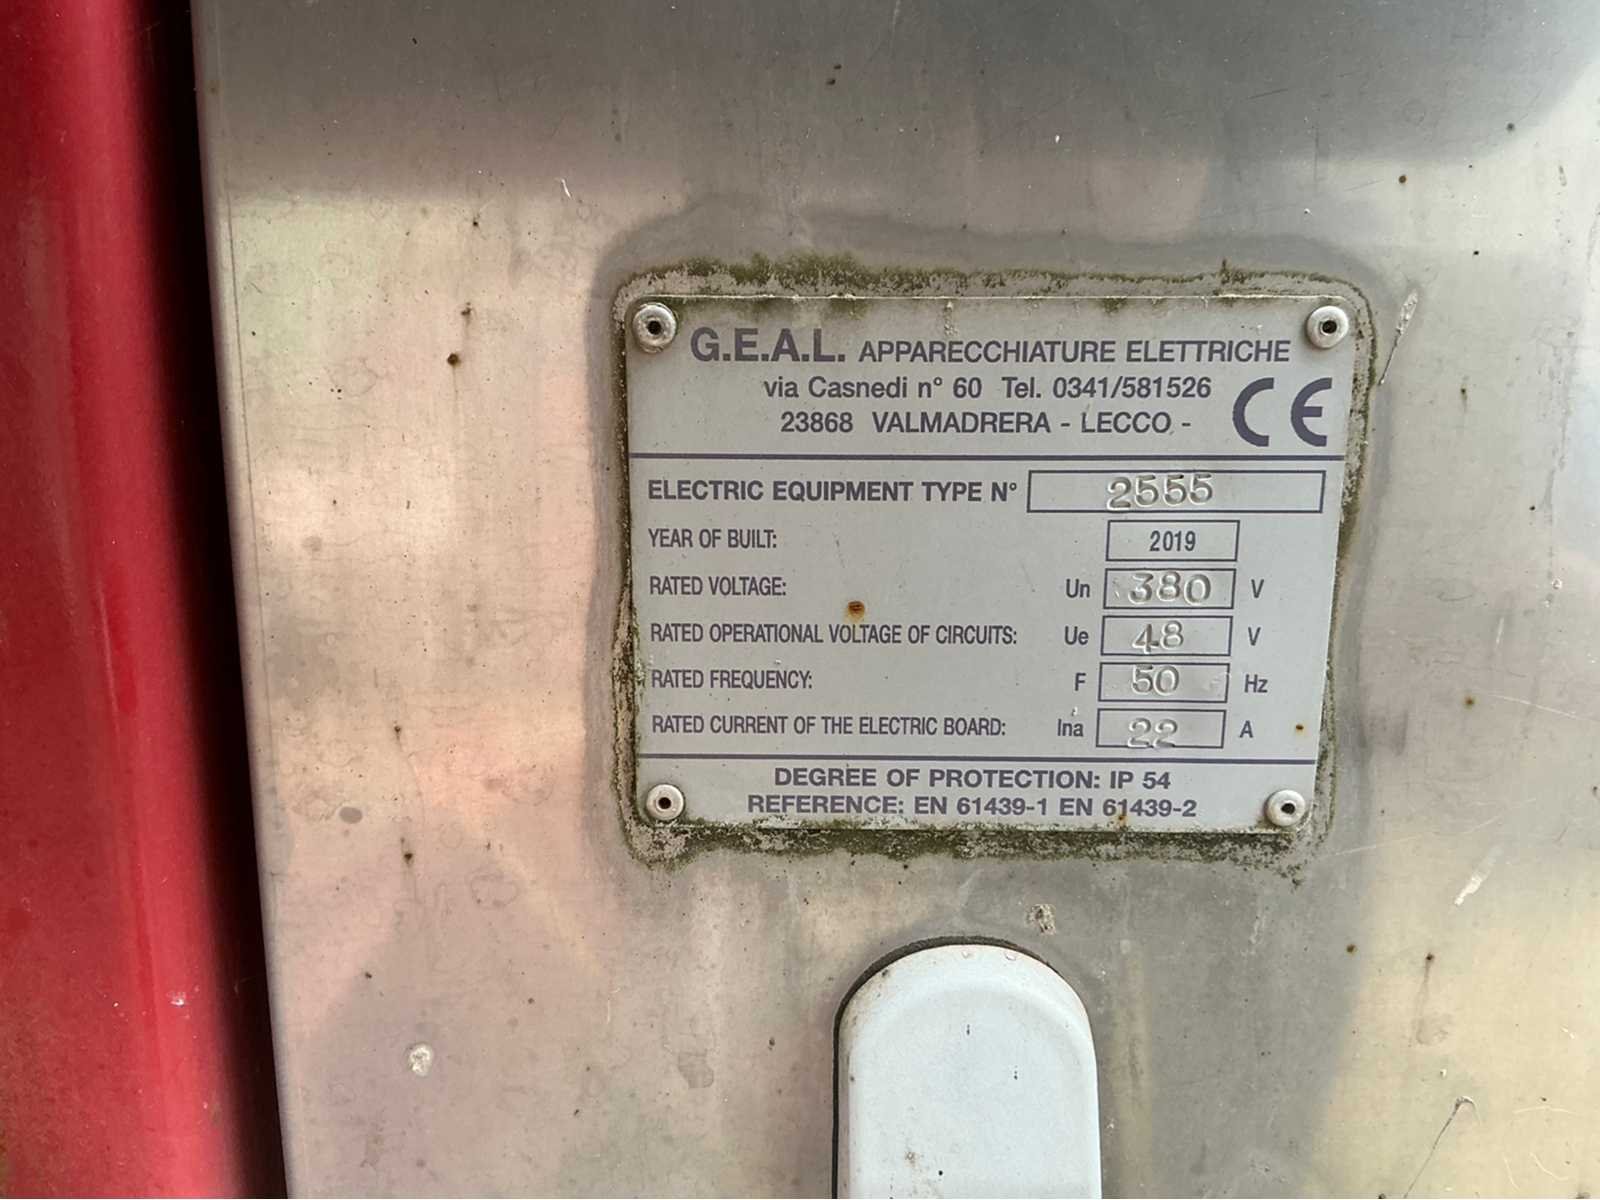 G.E.A.L. APPARECCHIATURE ELETTRICHE
via Casnedi n° 60 Tel. 0341/581526
23868 VALMADRERA - LECCO -
CE
ELECTRIC EQUIPMENT TYPE N° 2555
YEAR OF BUILT: 2019
RATED VOLTAGE: Un 380 V
RATED OPERATIONAL VOLTAGE OF CIRCUITS: Ue 48 V
RATED FREQUENCY: F 50 Hz
RATED CURRENT OF THE ELECTRIC BOARD: Ina 22 A
DEGREE OF PROTECTION: IP 54
REFERENCE: EN 61439-1 EN 61439-2